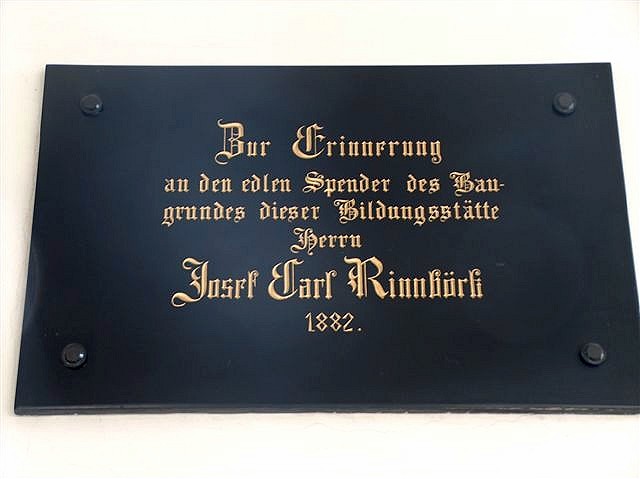 Zur Erinnerung
an den edlen Spender des Bau-
grundes dieser Bildungsstätte
Herrn
Josef Carl Rinnböck
1882.